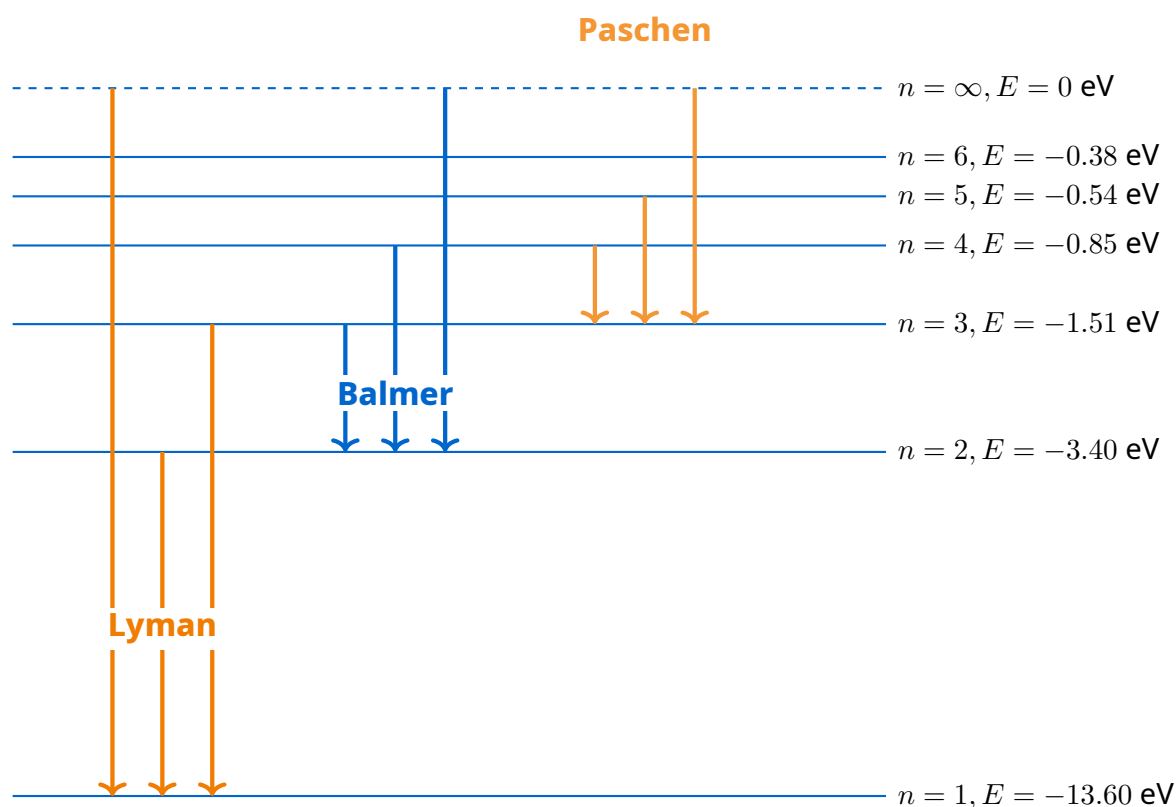 Paschen
n = ∞, E = 0 eV
n = 6, E = −0.38 eV
n = 5, E = −0.54 eV
n = 4, E = −0.85 eV
n = 3, E = −1.51 eV
Balmer
n = 2, E = −3.40 eV
Lyman
n = 1, E = −13.60 eV